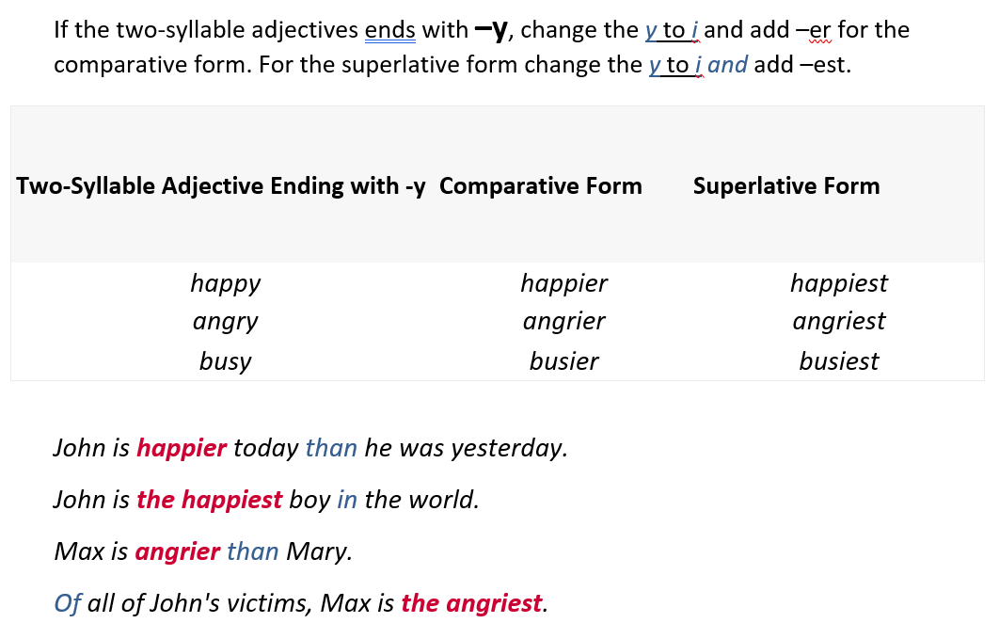 If the two-syllable adjectives ends with –y, change the y to i and add –er for the
comparative form. For the superlative form change the y to i and add –est.
Two-Syllable Adjective Ending with -y Comparative Form Superlative Form
happy happier happiest
angry angrier angriest
busy busier busiest
John is happier today than he was yesterday.
John is the happiest boy in the world.
Max is angrier than Mary.
Of all of John's victims, Max is the angriest.